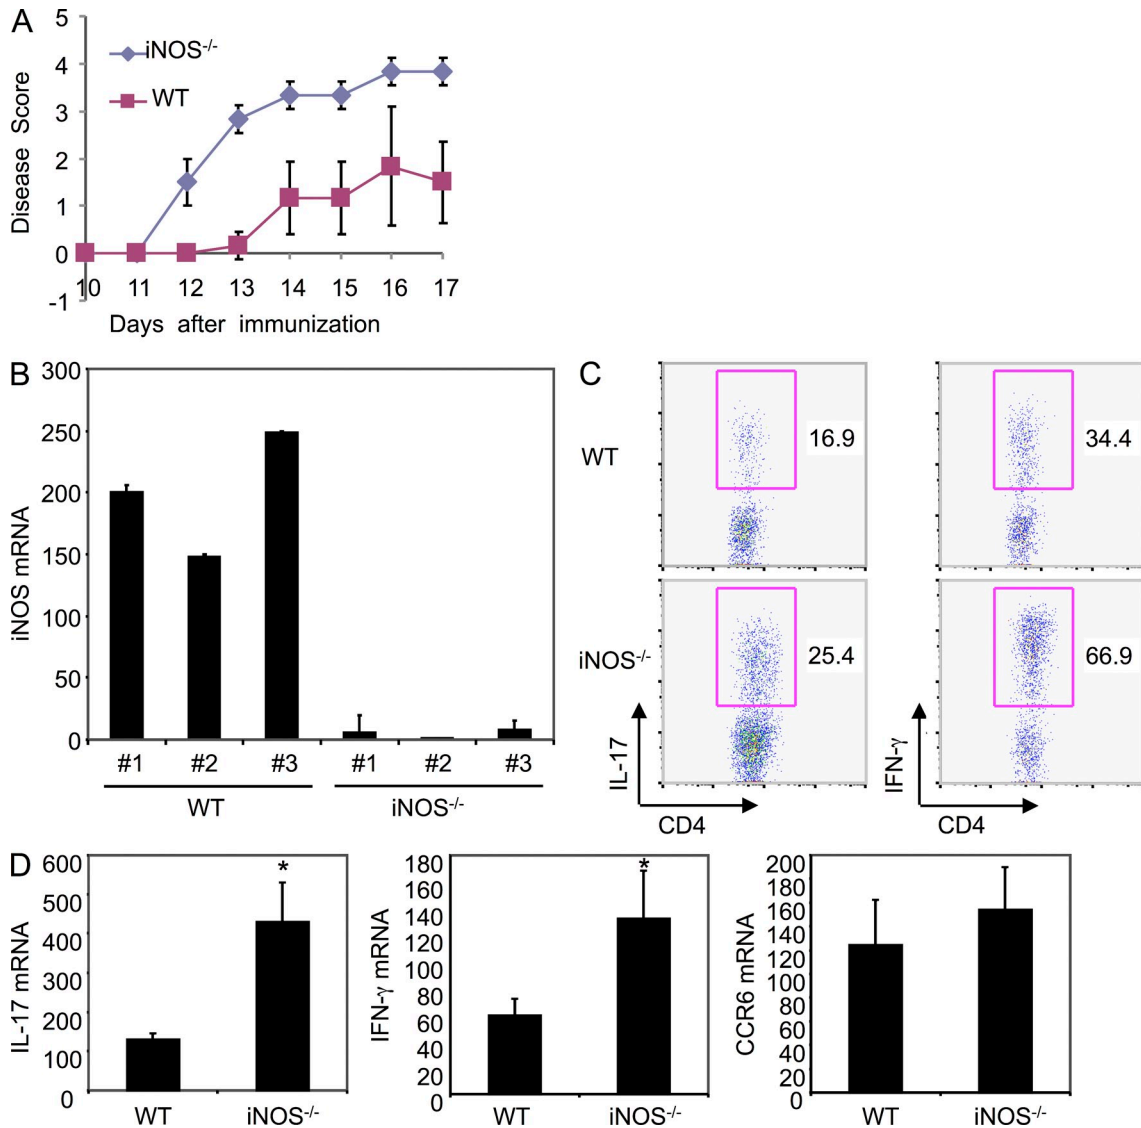 A
5
4
3
2
1
0
-1
Disease Score
iNOS-/-
WT
10 11 12 13 14 15 16 17
Days after immunization
B
300
250
200
150
100
50
0
iNOS mRNA
#1 #2 #3 #1 #2 #3
WT iNOS-/-
C
WT
16.9
34.4
iNOS-/-
25.4
66.9
IL-17
CD4
IFN-γ
CD4
D
600
500
400
300
200
100
0
IL-17 mRNA
*
WT iNOS-/-
180
160
140
120
100
80
60
40
20
0
IFN-γ mRNA
*
WT iNOS-/-
200
180
160
140
120
100
80
60
40
20
0
CCR6 mRNA
WT iNOS-/-